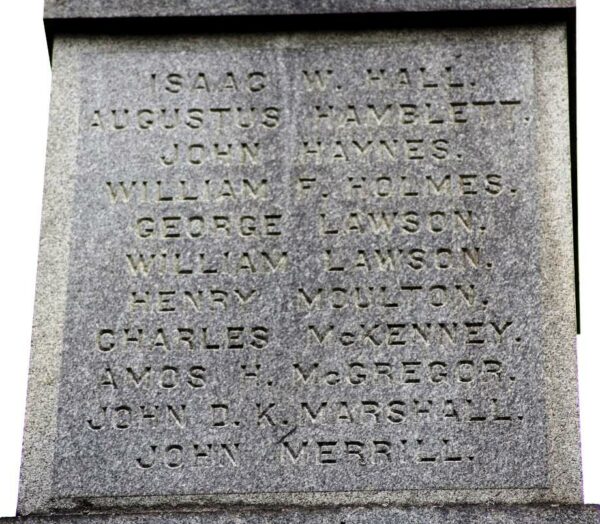 ISAAC W. HALL.
AUGUSTUS HAMBLETT.
JOHN HAYNES.
WILLIAM F. HOLMES.
GEORGE LAWSON.
WILLIAM LAWSON.
HENRY MOULTON.
CHARLES McKENNEY.
AMOS H. McGREGOR.
JOHN D. K. MARSHALL.
JOHN MERRILL.